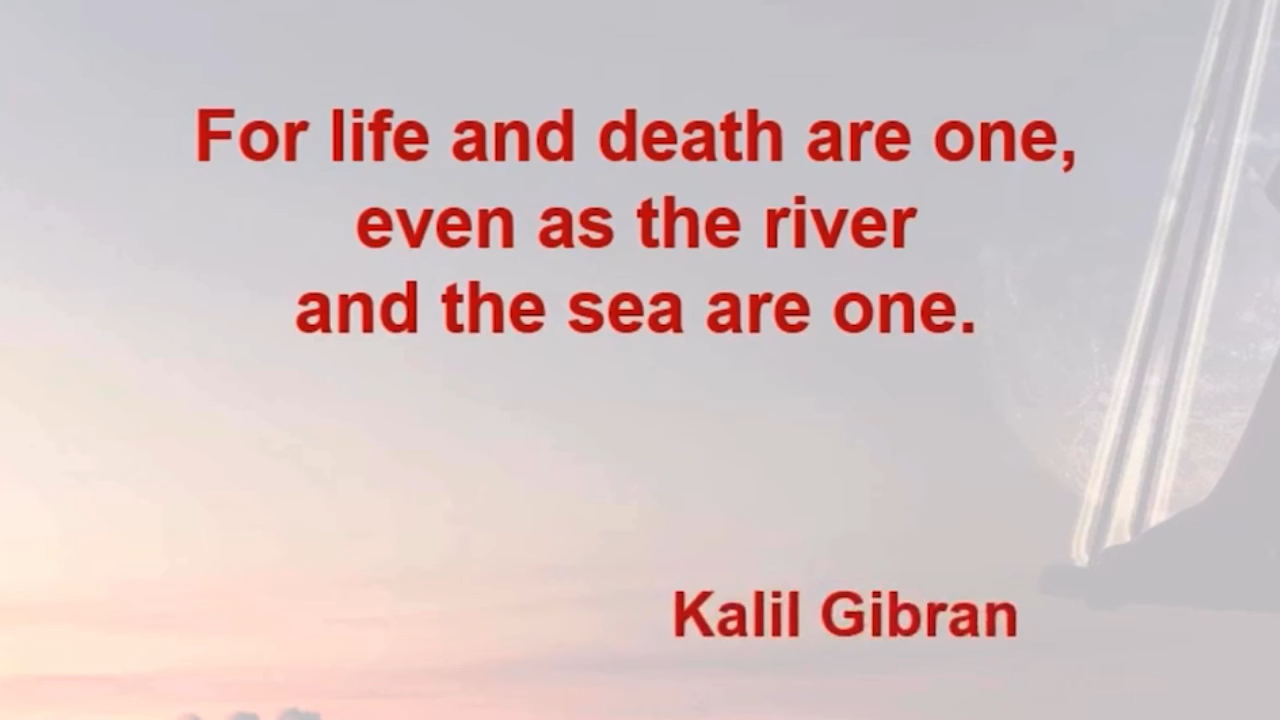 For life and death are one,
even as the river
and the sea are one.
Kalil Gibran